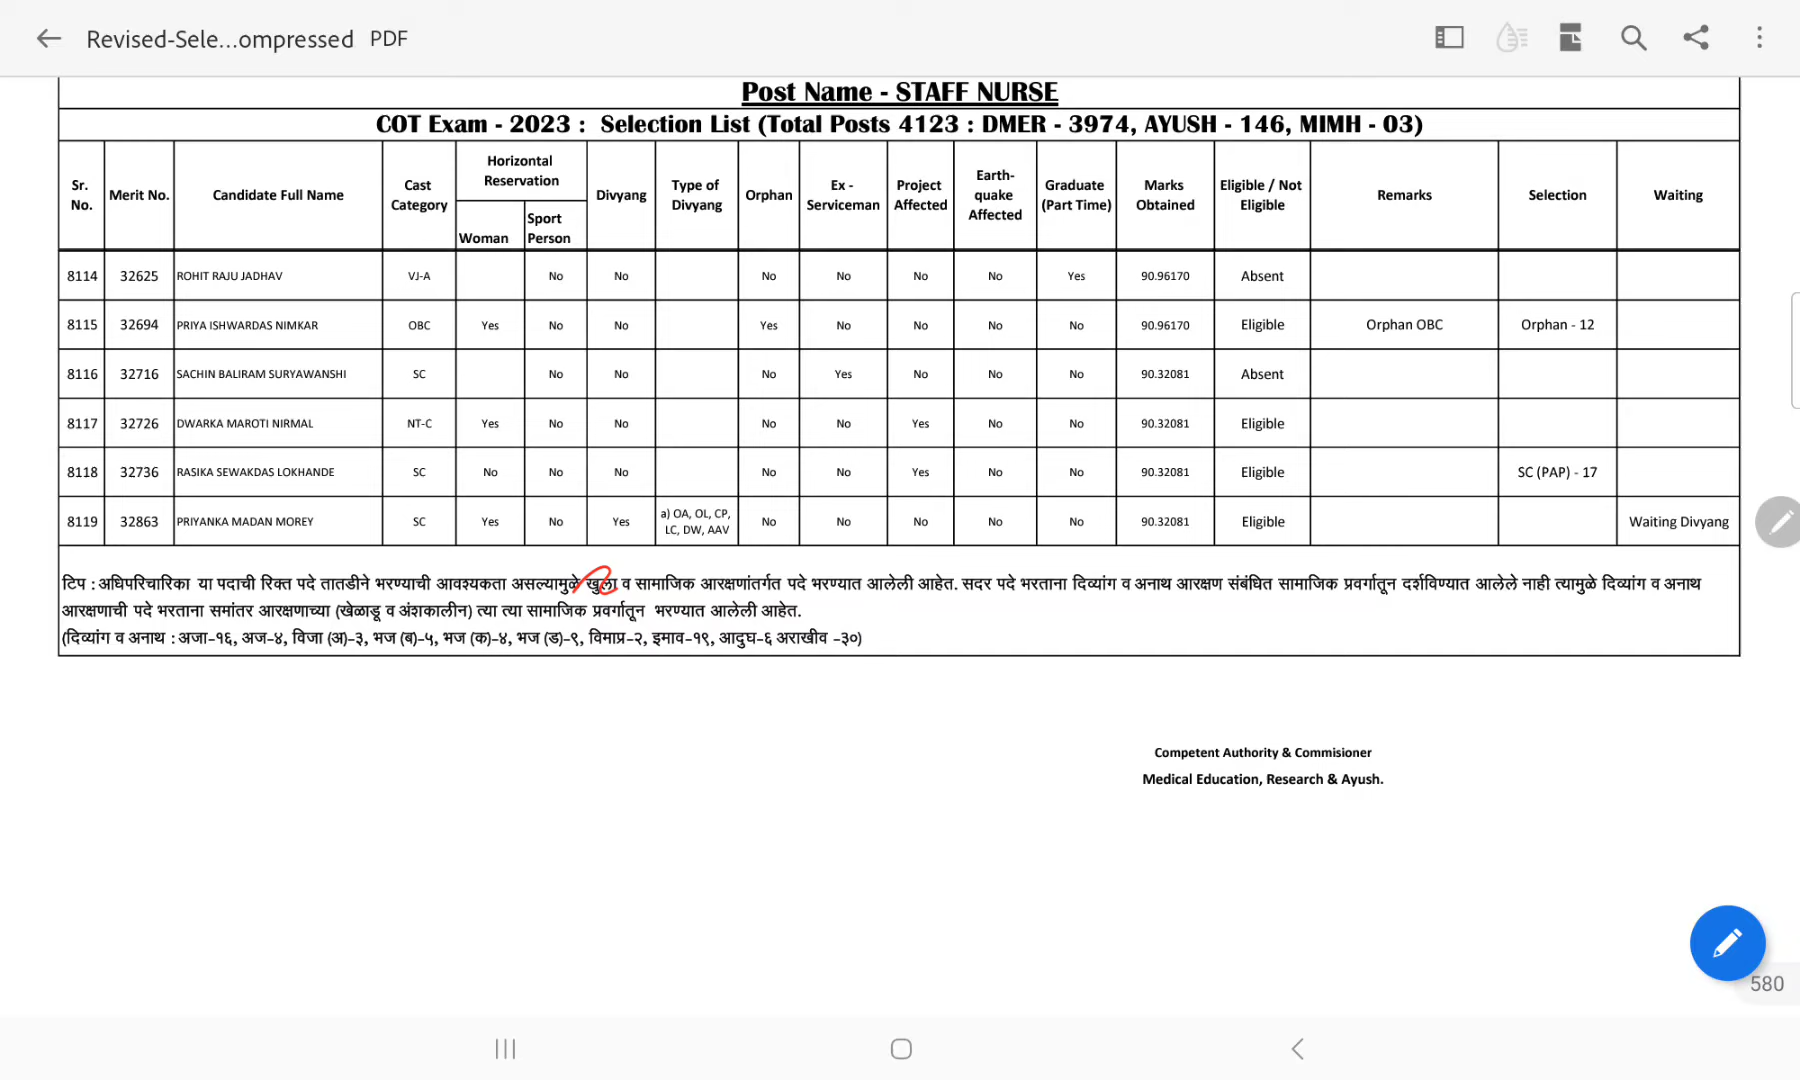 Revised-Sele...ompressed PDF
Post Name - STAFF NURSE
COT Exam - 2023 : Selection List (Total Posts 4123 : DMER - 3974, AYUSH - 146, MIMH - 03)
Sr. No. Merit No. Candidate Full Name Cast Category Horizontal Reservation Woman Sport Person Divyang Type of Divyang Orphan Ex - Serviceman Project Affected Earth- quake Affected Graduate (Part Time) Marks Obtained Eligible / Not Eligible Remarks Selection Waiting
8114 32625 ROHIT RAJU JADHAV VJ-A No No No No No No Yes 90.96170 Absent
8115 32694 PRIYA ISHWARDAS NIMKAR OBC Yes No No Yes No No No No 90.96170 Eligible Orphan OBC Orphan - 12
8116 32716 SACHIN BALIRAM SURYAWANSHI SC No No No Yes No No No 90.32081 Absent
8117 32726 DWARKA MAROTI NIRMAL NT-C Yes No No No No Yes No No 90.32081 Eligible
8118 32736 RASIKA SEWAKDAS LOKHANDE SC No No No No No Yes No No 90.32081 Eligible SC (PAP) - 17
8119 32863 PRIYANKA MADAN MOREY SC Yes No Yes a) OA, OL, CP, LC, DW, AAV No No No No No 90.32081 Eligible Waiting Divyang
टिप : अधिपरिचारिका या पदाची रिक्त पदे तातडीने भरण्याची आवश्यकता असल्यामुळे खुला व सामाजिक आरक्षणांतर्गत पदे भरण्यात आलेली आहेत. सदर पदे भरताना दिव्यांग व अनाथ आरक्षण संबंधित सामाजिक प्रवर्गातून दर्शविण्यात आलेले नाही त्यामुळे दिव्यांग व अनाथ
आरक्षणाची पदे भरताना समांतर आरक्षणाच्या (खेळाडू व अंशकालीन) त्या त्या सामाजिक प्रवर्गातून भरण्यात आलेली आहेत.
(दिव्यांग व अनाथ : अजा-१६, अज-४, विजा (अ)-३, भज (ब)-५, भज (क)-४, भज (ड)-९, विमाप्र-२, इमाव-१९, आदुघ-६ अराखीव -३०)
Competent Authority & Commisioner
Medical Education, Research & Ayush.
580